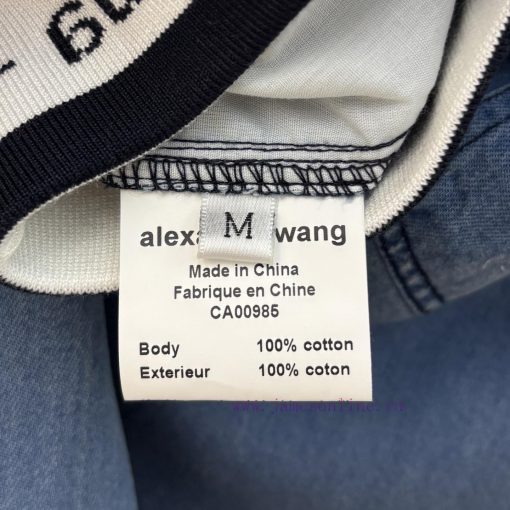 M
alexa wang
Made in China
Fabrique en Chine
CA00985
Body 100% cotton
Exterieur 100% coton